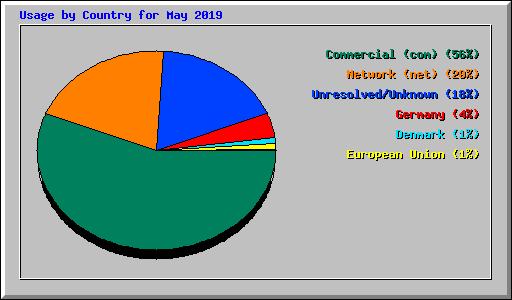 Usage by Country for May 2019
Commercial (com) (56%)
Network (net) (20%)
Unresolved/Unknown (18%)
Germany (4%)
Denmark (1%)
European Union (1%)